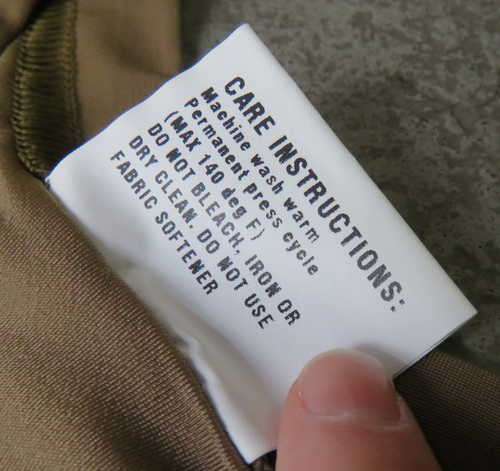 CARE INSTRUCTIONS:
Machine wash warm
Permanent press cycle
(MAX 140 deg F)
DO NOT BLEACH, IRON OR
DRY CLEAN. DO NOT USE
FABRIC SOFTENER